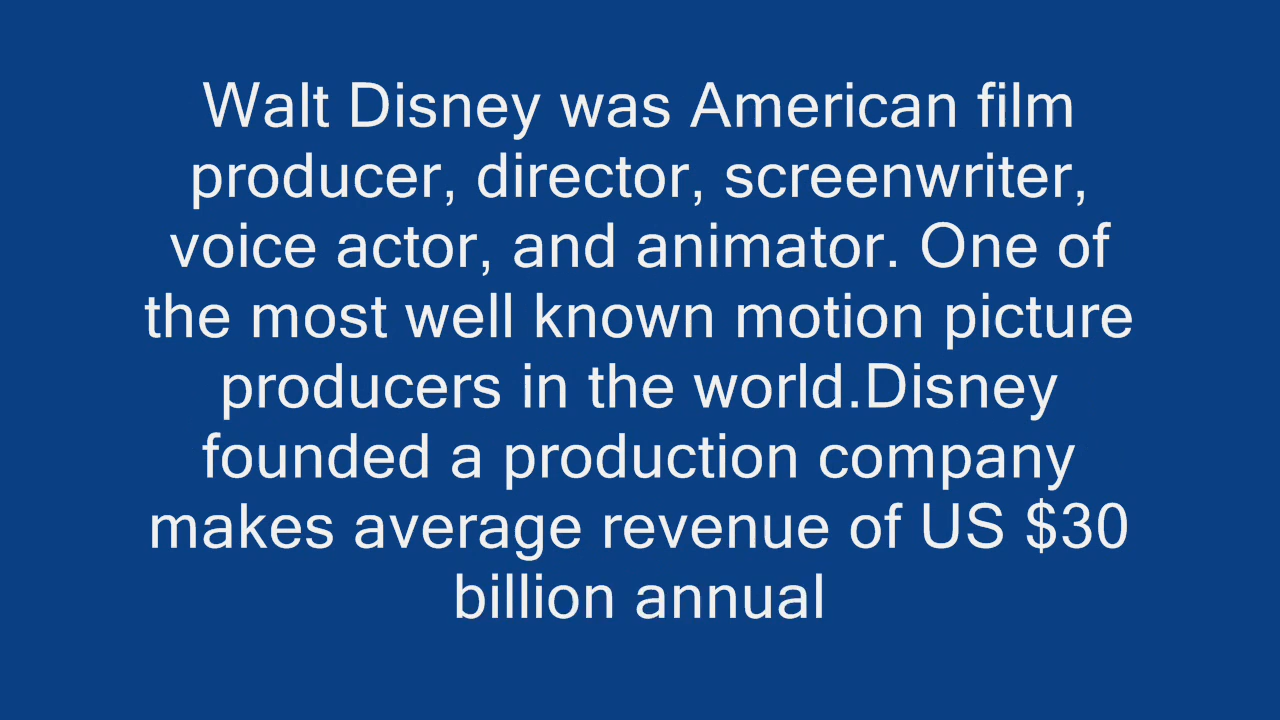 Walt Disney was American film
producer, director, screenwriter,
voice actor, and animator. One of
the most well known motion picture
producers in the world.Disney
founded a production company
makes average revenue of US $30
billion annual